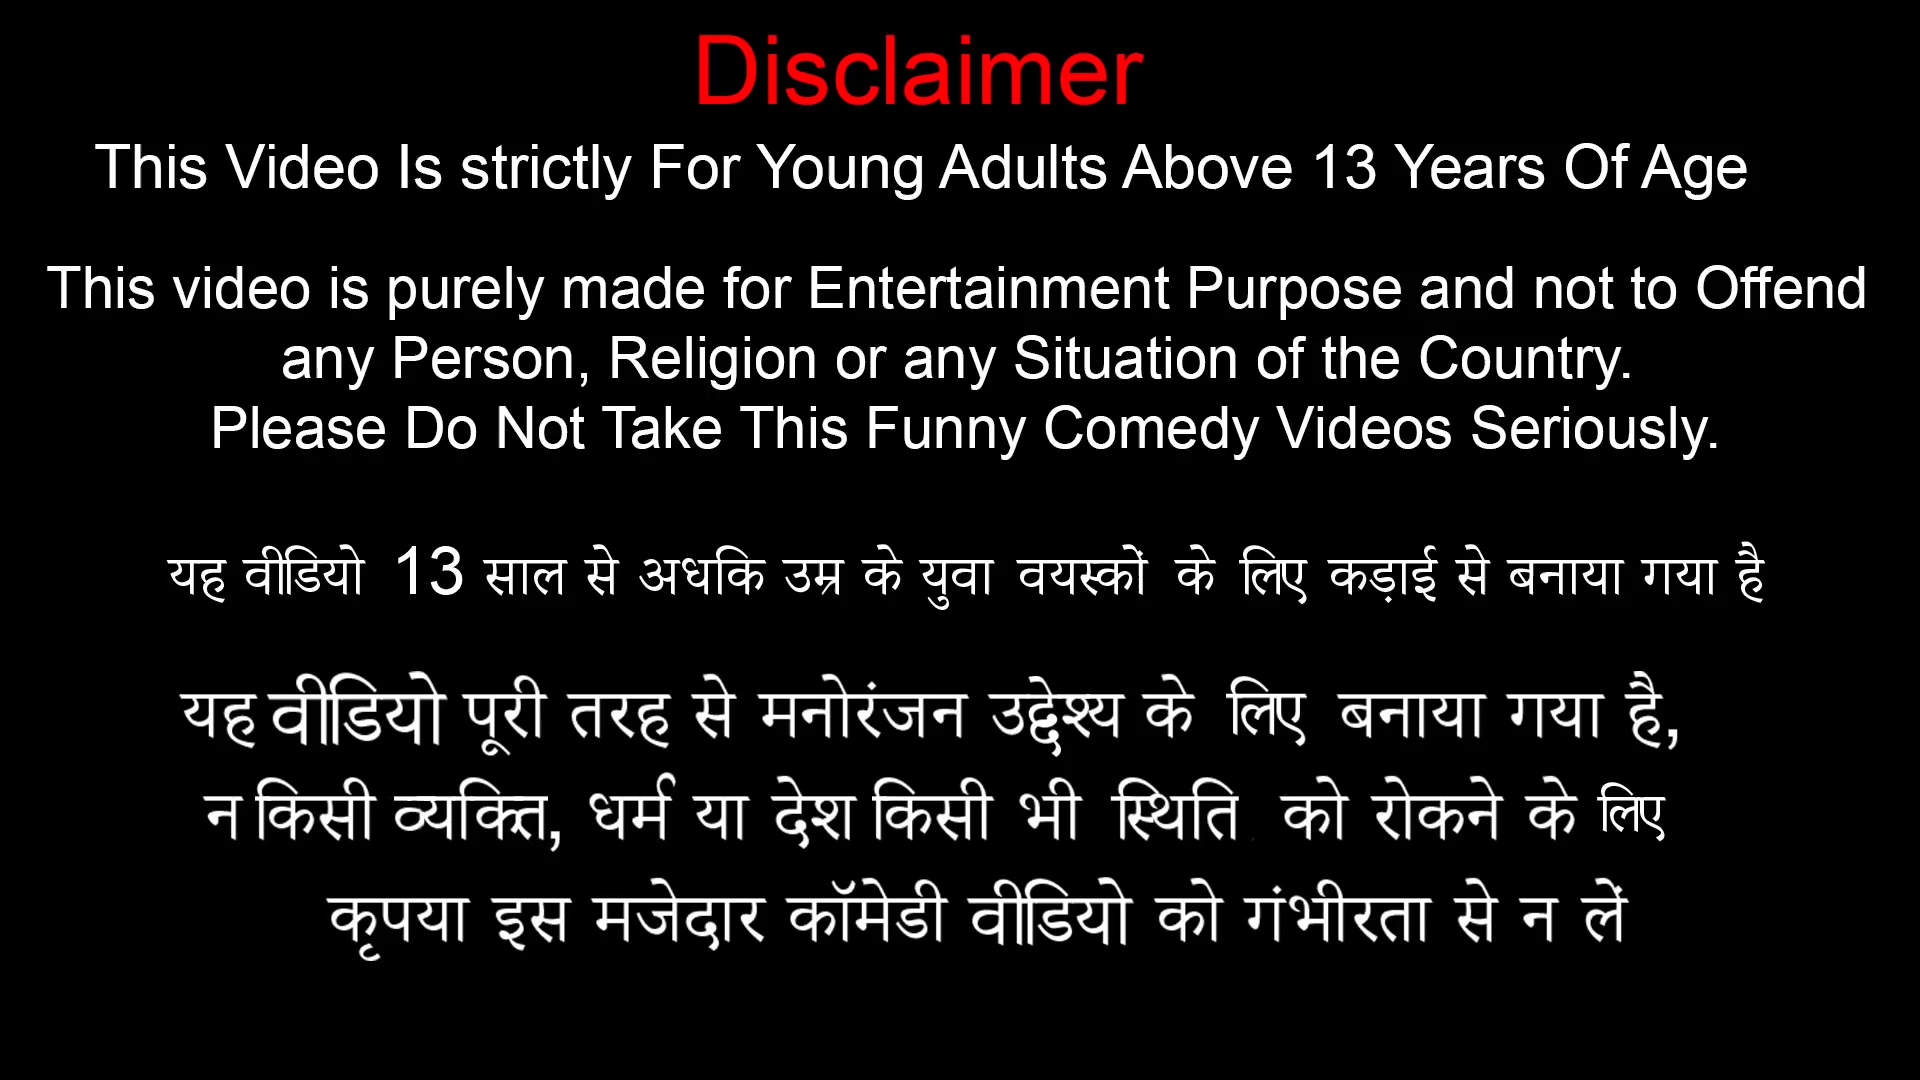 Disclaimer
This Video Is strictly For Young Adults Above 13 Years Of Age
This video is purely made for Entertainment Purpose and not to Offend
any Person, Religion or any Situation of the Country.
Please Do Not Take This Funny Comedy Videos Seriously.
यह वीडियो 13 साल से अधकि उम्र के युवा वयस्कों के लिए कड़ाई से बनाया गया है
यह वीडियो पूरी तरह से मनोरंजन उद्देश्य के लिए बनाया गया है,
न किसी व्यक्ति, धर्म या देश किसी भी स्थिति को रोकने के लिए
कृपया इस मजेदार कॉमेडी वीडियो को गंभीरता से न लें